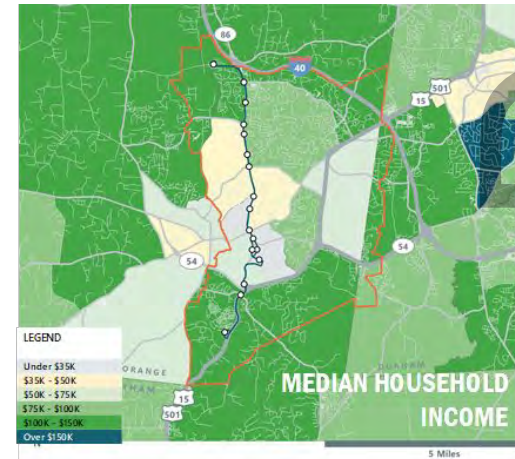 86
40
501
15
54
54
LEGEND
Under $35K
$35K - $50K
$50K - $75K
$75K - $100K
$100K - $150K
Over $150K
ORANGE
DURHAM
15
501
MEDIAN HOUSEHOLD
INCOME
5 Miles